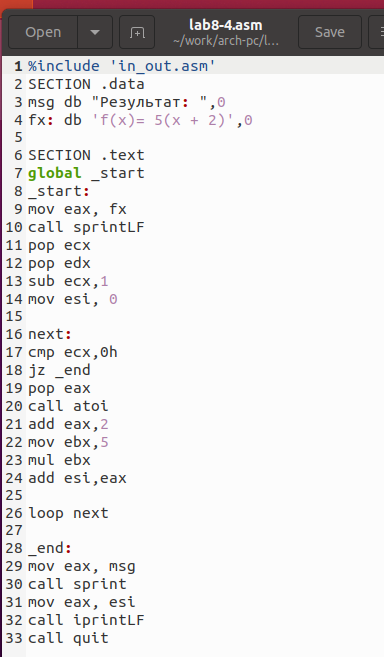 Open
lab8-4.asm
~/work/arch-pc/l...
Save
1 %include 'in_out.asm'
2 SECTION .data
3 msg db "Результат: ",0
4 fx: db 'f(x)= 5(x + 2)',0
5
6 SECTION .text
7 global _start
8 _start:
9 mov eax, fx
10 call sprintLF
11 pop ecx
12 pop edx
13 sub ecx,1
14 mov esi, 0
15
16 next:
17 cmp ecx,0h
18 jz _end
19 pop eax
20 call atoi
21 add eax,2
22 mov ebx,5
23 mul ebx
24 add esi,eax
25
26 loop next
27
28 _end:
29 mov eax, msg
30 call sprint
31 mov eax, esi
32 call iprintLF
33 call quit